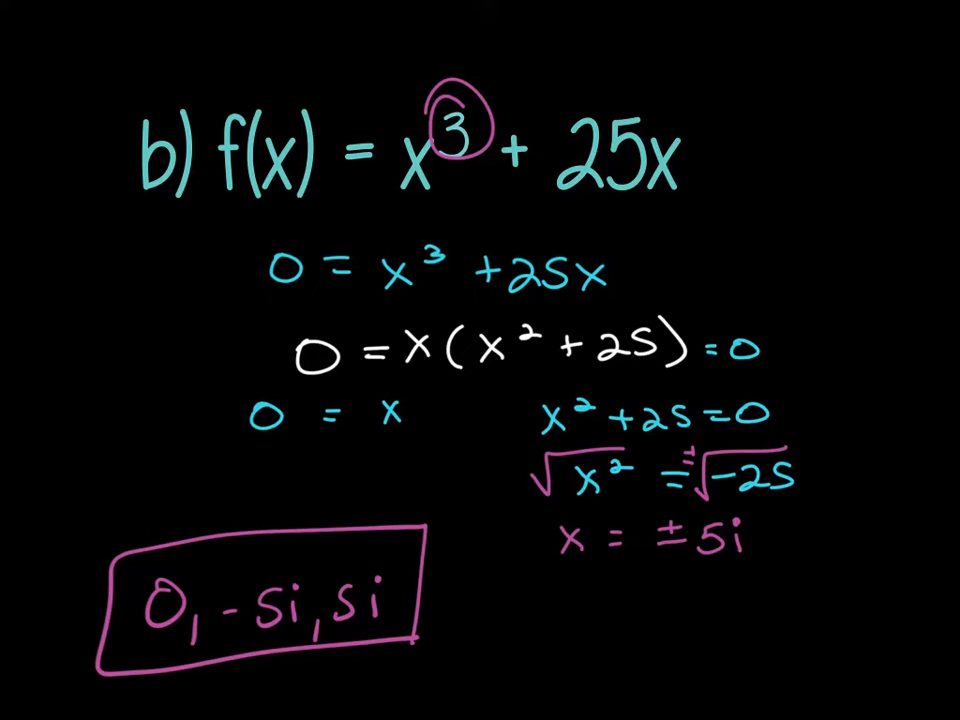 b) f(x) = x³ + 25x
0 = x³ + 25x
0 = x(x² + 25) = 0
0 = x
x² + 25 = 0
√x² = ±√-25
x = ± 5i
0, -5i, 5i